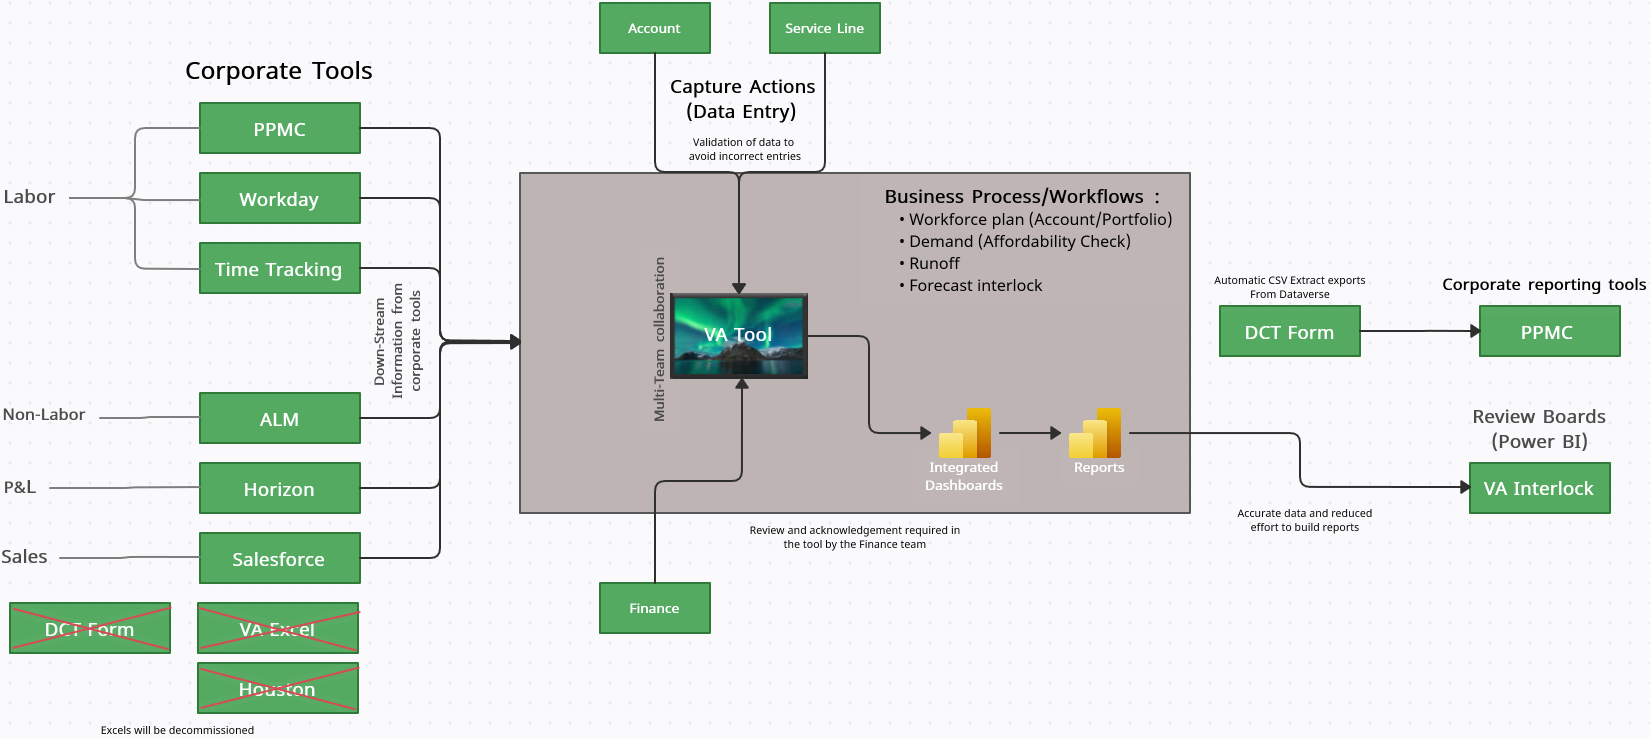 Account
Service Line
Corporate Tools
Capture Actions
(Data Entry)
Validation of data to
avoid incorrect entries
PPMC
Labor
Workday
Time Tracking
Down-Stream
Information from
corporate tools
Non-Labor
ALM
P&L
Horizon
Sales
Salesforce
DCT Form
VA Excel
Houston
Excels will be decommissioned
Business Process/Workflows :
• Workforce plan (Account/Portfolio)
• Demand (Affordability Check)
• Runoff
• Forecast interlock
Multi-Team collaboration
VA Tool
Integrated
Dashboards
Reports
Review and acknowledgement required in
the tool by the Finance team
Finance
Automatic CSV Extract exports
From Dataverse
DCT Form
Corporate reporting tools
PPMC
Review Boards
(Power BI)
VA Interlock
Accurate data and reduced
effort to build reports